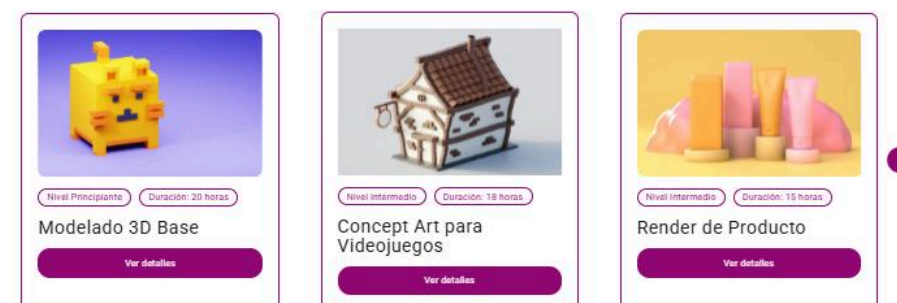 Nivel Principiante
Duración: 20 horas
Modelado 3D Base
Ver detalles
Nivel Intermedio
Duración: 18 horas
Concept Art para
Videojuegos
Ver detalles
Nivel Intermedio
Duración: 15 horas
Render de Producto
Ver detalles